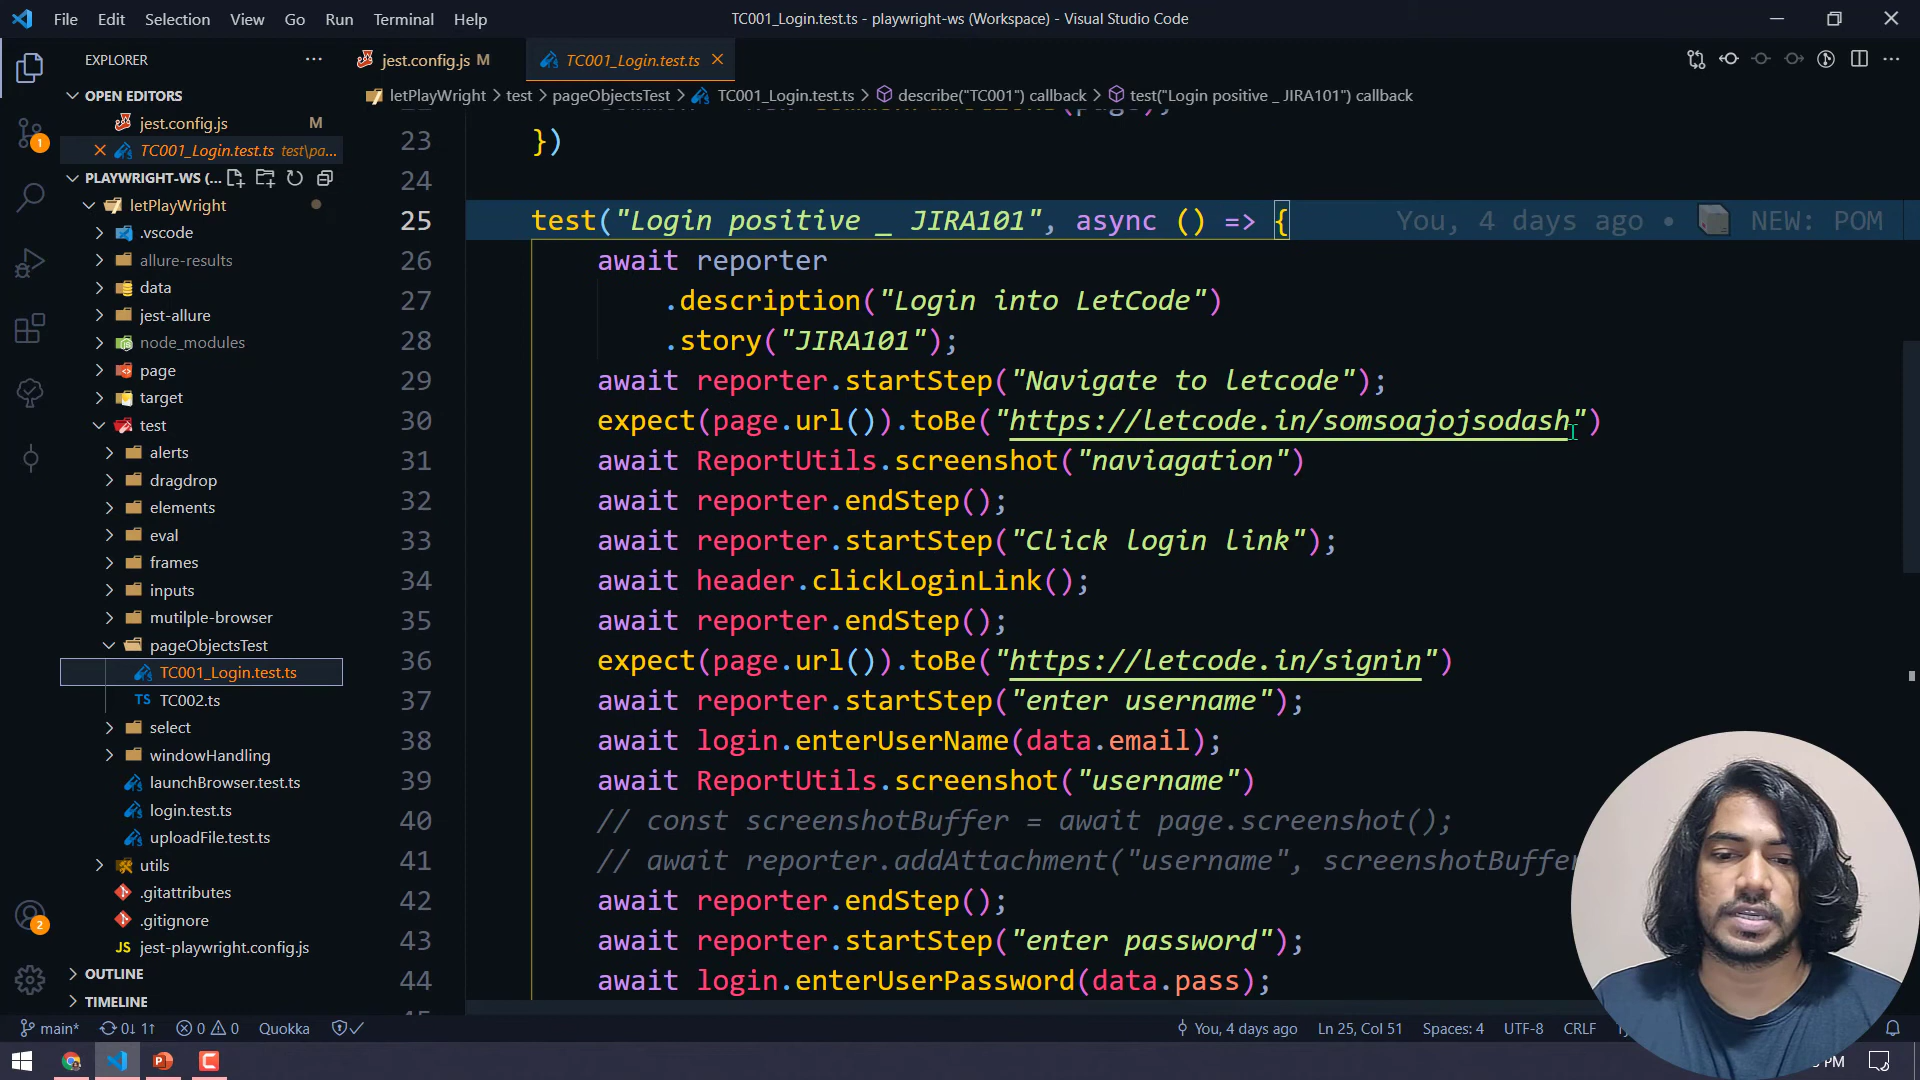 File Edit Selection View Go Run Terminal Help
TC001_Login.test.ts - playwright-ws (Workspace) - Visual Studio Code
EXPLORER
OPEN EDITORS
jest.config.js M
TC001_Login.test.ts test\pa...
PLAYWRIGHT-WS (...
letPlayWright
.vscode
allure-results
data
jest-allure
node_modules
page
target
test
alerts
dragdrop
elements
eval
frames
inputs
mutilple-browser
pageObjectsTest
TC001_Login.test.ts
TS TC002.ts
select
windowHandling
launchBrowser.test.ts
login.test.ts
uploadFile.test.ts
utils
.gitattributes
.gitignore
JS jest-playwright.config.js
OUTLINE
TIMELINE
1
2
jest.config.js M
TC001_Login.test.ts
letPlayWright > test > pageObjectsTest > TC001_Login.test.ts > describe("TC001") callback > test("Login positive _ JIRA101") callback
23 })
24
25 test("Login positive _ JIRA101", async () => { You, 4 days ago • NEW: POM
26 await reporter
27 .description("Login into LetCode")
28 .story("JIRA101");
29 await reporter.startStep("Navigate to letcode");
30 expect(page.url()).toBe("https://letcode.in/somsoajojsodash")
31 await ReportUtils.screenshot("naviagation")
32 await reporter.endStep();
33 await reporter.startStep("Click login link");
34 await header.clickLoginLink();
35 await reporter.endStep();
36 expect(page.url()).toBe("https://letcode.in/signin")
37 await reporter.startStep("enter username");
38 await login.enterUserName(data.email);
39 await ReportUtils.screenshot("username")
40 // const screenshotBuffer = await page.screenshot();
41 // await reporter.addAttachment("username", screenshotBuffer
42 await reporter.endStep();
43 await reporter.startStep("enter password");
44 await login.enterUserPassword(data.pass);
main* 0↓ 1↑ 0 0 Quokka
You, 4 days ago Ln 25, Col 51 Spaces: 4 UTF-8 CRLF
PM